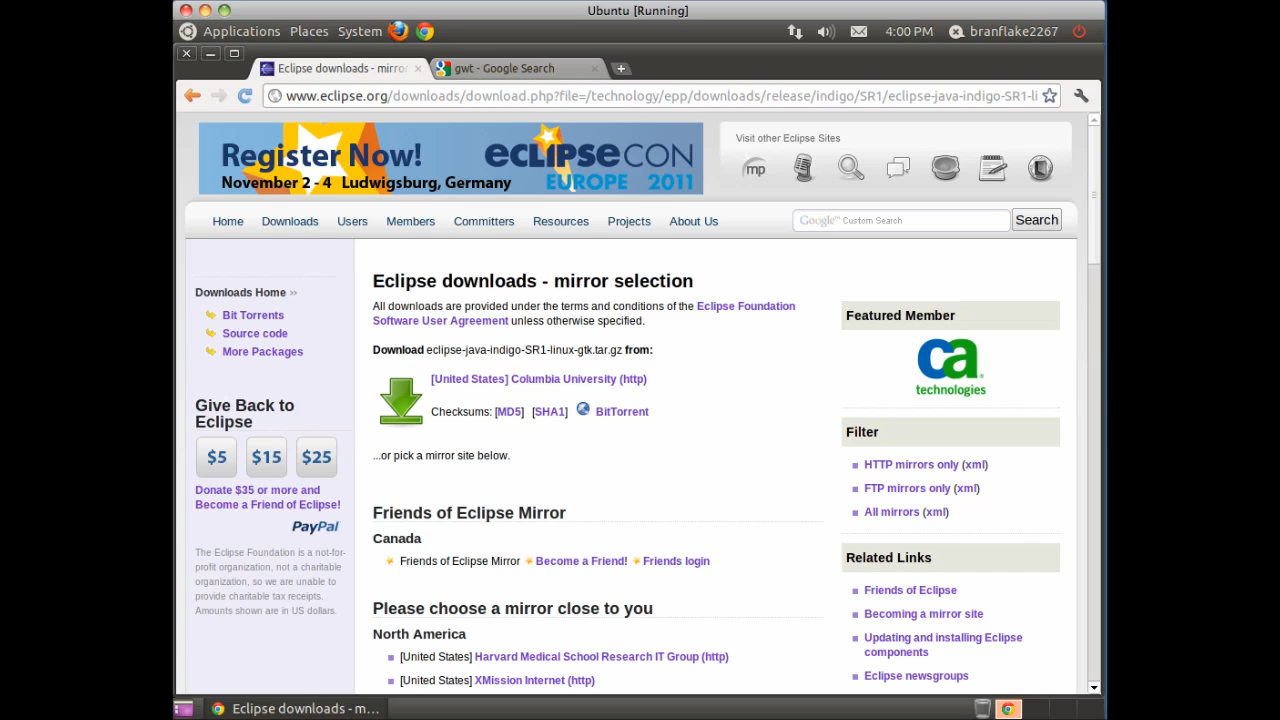 Ubuntu [Running]
Applications Places System 4:00 PM branflake2267
Eclipse downloads - mirror gwt - Google Search
www.eclipse.org/downloads/download.php?file=/technology/epp/downloads/release/indigo/SR1/eclipse-java-indigo-SR1-li
Register Now! eclipsecon
November 2 - 4 Ludwigsburg, Germany EUROPE 2011
Visit other Eclipse Sites
mp
Home Downloads Users Members Committers Resources Projects About Us
Google™ Custom Search Search
Downloads Home >>
Bit Torrents
Source code
More Packages
Give Back to
Eclipse
$5 $15 $25
Donate $35 or more and
Become a Friend of Eclipse!
PayPal
The Eclipse Foundation is a not-for-
profit organization, not a charitable
organization, so we are unable to
provide charitable tax receipts.
Amounts shown are in US dollars.
Eclipse downloads - mirror selection
All downloads are provided under the terms and conditions of the Eclipse Foundation
Software User Agreement unless otherwise specified.
Download eclipse-java-indigo-SR1-linux-gtk.tar.gz from:
[United States] Columbia University (http)
Checksums: [MD5] [SHA1] BitTorrent
...or pick a mirror site below.
Friends of Eclipse Mirror
Canada
Friends of Eclipse Mirror Become a Friend! Friends login
Please choose a mirror close to you
North America
[United States] Harvard Medical School Research IT Group (http)
[United States] XMission Internet (http)
Featured Member
ca
technologies
Filter
HTTP mirrors only (xml)
FTP mirrors only (xml)
All mirrors (xml)
Related Links
Friends of Eclipse
Becoming a mirror site
Updating and installing Eclipse
components
Eclipse newsgroups
Eclipse downloads - m...